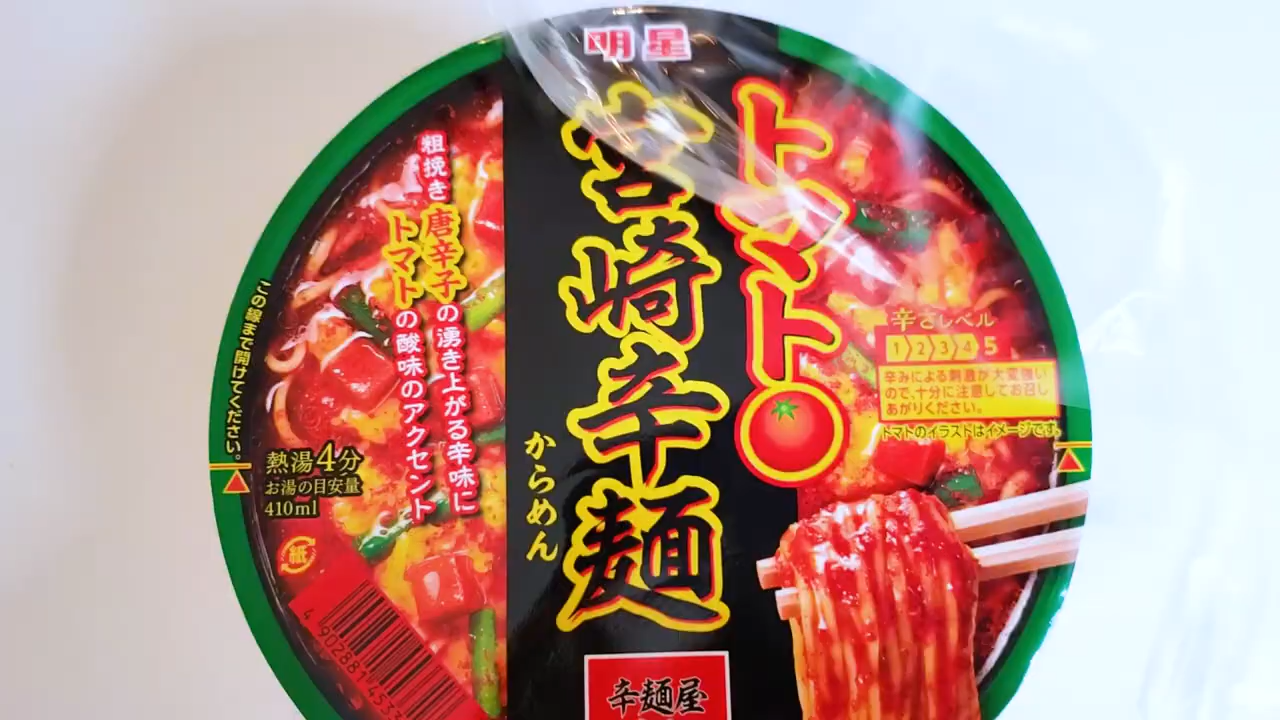 明星
トマト
宮崎辛麺
からめん
粗挽き唐辛子の湧き上がる辛味に
トマトの酸味のアクセント
辛さレベル
1 2 3 4 5
辛みによる刺激が大変強い
ので、十分に注意してお召し
あがりください。
トマトのイラストはイメージです。
この線まで開けてください。
熱湯4分
お湯の目安量
410ml
紙
4 902881 453
辛麺屋